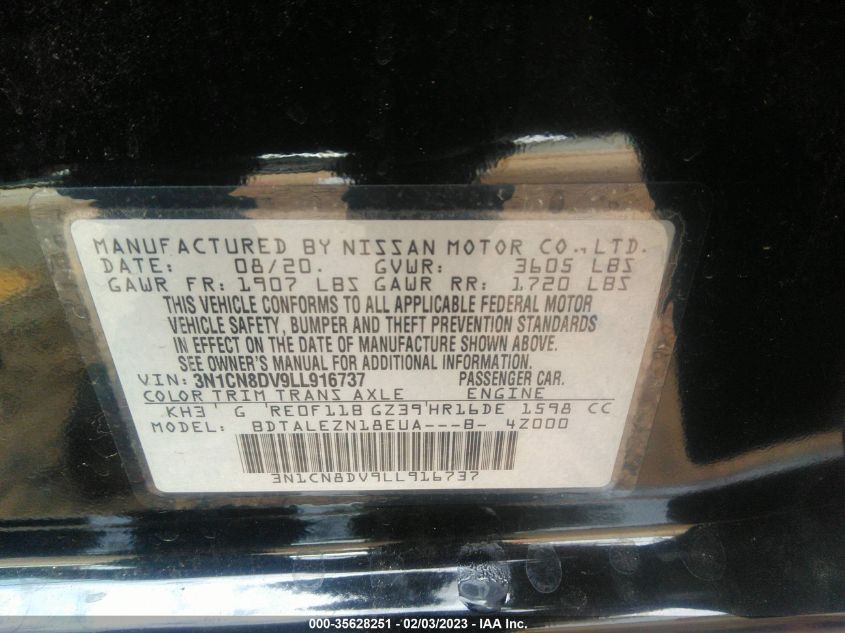 MANUFACTURED BY NISSAN MOTOR CO., LTD.
DATE: 08/20. GVWR: 3605 LBS
GAWR FR: 1907 LBS GAWR RR: 1720 LBS
THIS VEHICLE CONFORMS TO ALL APPLICABLE FEDERAL MOTOR
VEHICLE SAFETY, BUMPER AND THEFT PREVENTION STANDARDS
IN EFFECT ON THE DATE OF MANUFACTURE SHOWN ABOVE.
SEE OWNER'S MANUAL FOR ADDITIONAL INFORMATION.
VIN: 3N1CN8DV9LL916737 PASSENGER CAR.
COLOR TRIM TRANS AXLE ENGINE
KH3 ' G 'RE0F11B GZ39'HR16DE 1598 CC
MODEL: BDTALEZN18EUA---B- 4Z000
3N1CN8DV9LL916737
000-35628251 - 02/03/2023 - IAA Inc.